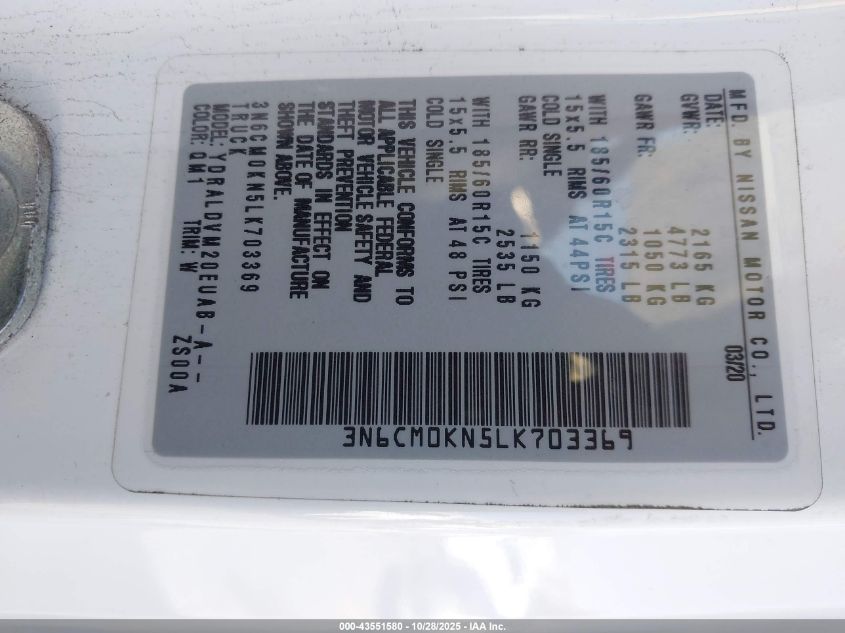 MFD. BY NISSAN MOTOR CO., LTD.
DATE: 03/20
GVWR: 2165 KG
4773 LB
GAWR FR: 1050 KG
2315 LB
WITH 185/60R15C TIRES
15x5.5 RIMS AT 44PSI
COLD SINGLE
GAWR RR: 1150 KG
2535 LB
WITH 185/60R15C TIRES
15x5.5 RIMS AT 48 PSI
COLD SINGLE
THIS VEHICLE CONFORMS TO
ALL APPLICABLE FEDERAL
MOTOR VEHICLE SAFETY AND
THEFT PREVENTION
STANDARDS IN EFFECT ON
THE DATE OF MANUFACTURE
SHOWN ABOVE.
3N6CM0KN5LK703369
TRUCK
MODEL: YDRALDYM20EUAB-A--
COLOR: QM1 TRIM: W ZS00A
3N6CM0KN5LK703369
000-43551580 - 10/28/2025 - IAA Inc.